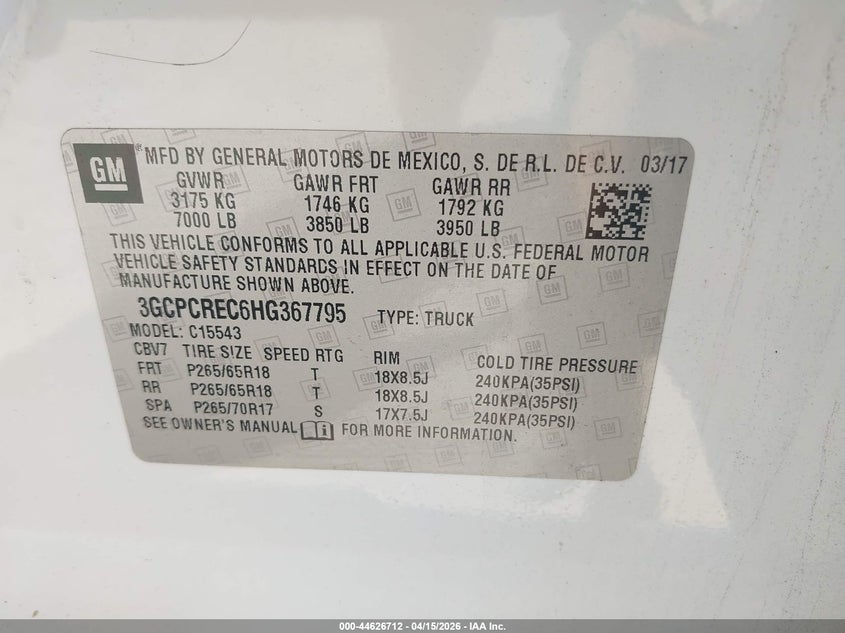 GM ® MFD BY GENERAL MOTORS DE MEXICO, S. DE R.L. DE C.V. 03/17
GVWR GAWR FRT GAWR RR
3175 KG 1746 KG 1792 KG
7000 LB 3850 LB 3950 LB
THIS VEHICLE CONFORMS TO ALL APPLICABLE U.S. FEDERAL MOTOR
VEHICLE SAFETY STANDARDS IN EFFECT ON THE DATE OF
MANUFACTURE SHOWN ABOVE.
3GCPCREC6HG367795 TYPE: TRUCK
MODEL: C15543
CBV7 TIRE SIZE SPEED RTG RIM COLD TIRE PRESSURE
FRT P265/65R18 T 18X8.5J 240KPA(35PSI)
RR P265/65R18 T 18X8.5J 240KPA(35PSI)
SPA P265/70R17 S 17X7.5J 240KPA(35PSI)
SEE OWNER'S MANUAL i FOR MORE INFORMATION.
000-44626712 - 04/15/2026 - IAA Inc.